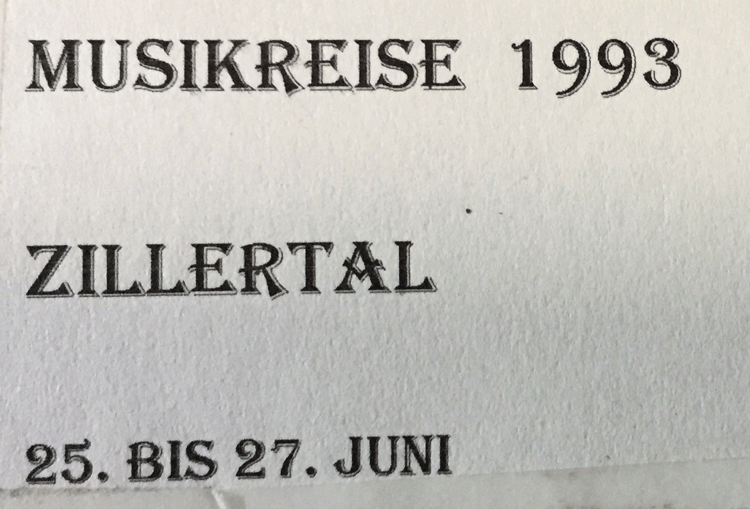 MUSIKREISE 1993
ZILLERTAL
25. BIS 27. JUNI